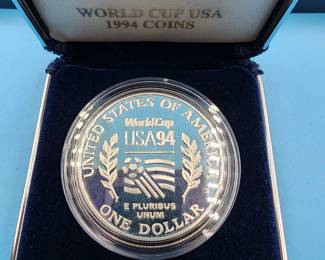 WORLD CUP USA
1994 COINS
UNITED STATES OF AMERICA
WorldCup
USA94
E PLURIBUS
UNUM
ONE DOLLAR